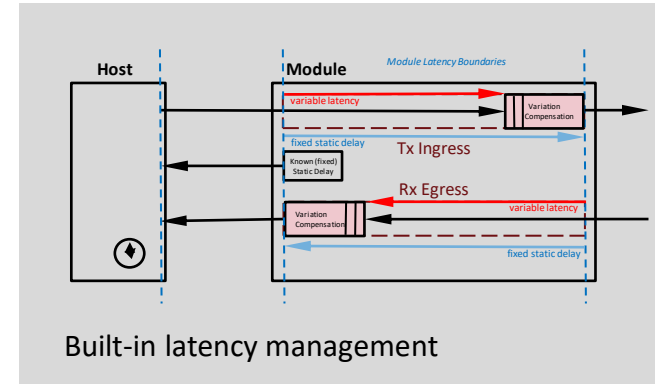 Module Latency Boundaries
Host
Module
variable latency
Variation
Compensation
fixed static delay
Tx Ingress
Known (fixed)
Static Delay
Rx Egress
variable latency
Variation
Compensation
fixed static delay
Built-in latency management